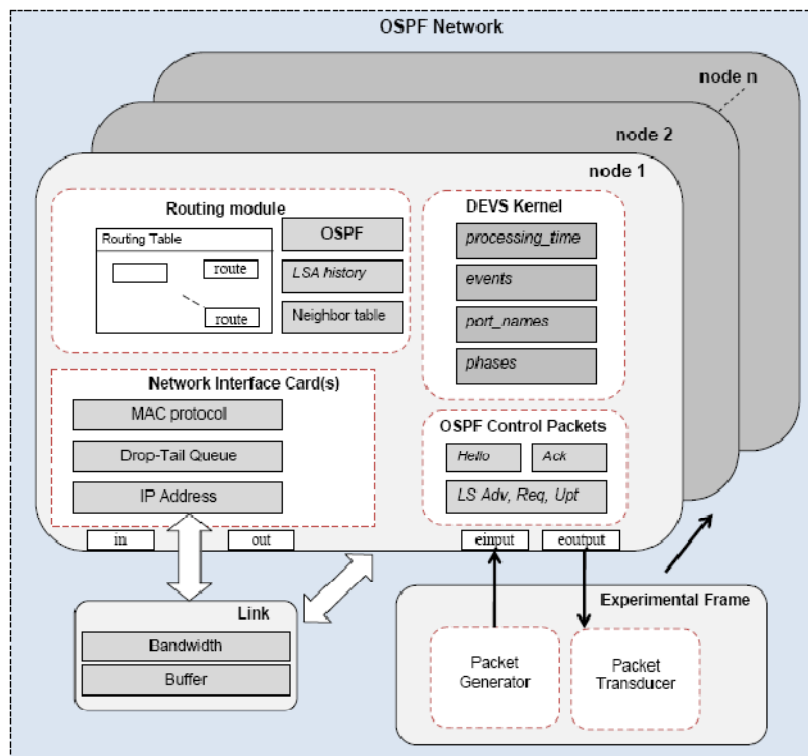 OSPF Network
node n
node 2
node 1
Routing module
Routing Table
route
route
OSPF
LSA history
Neighbor table
DEVS Kernel
processing_time
events
port_names
phases
Network Interface Card(s)
MAC protocol
Drop-Tail Queue
IP Address
OSPF Control Packets
Hello
Ack
LS Adv, Req, Upt
in
out
einput
eoutput
Link
Bandwidth
Buffer
Experimental Frame
Packet
Generator
Packet
Transducer